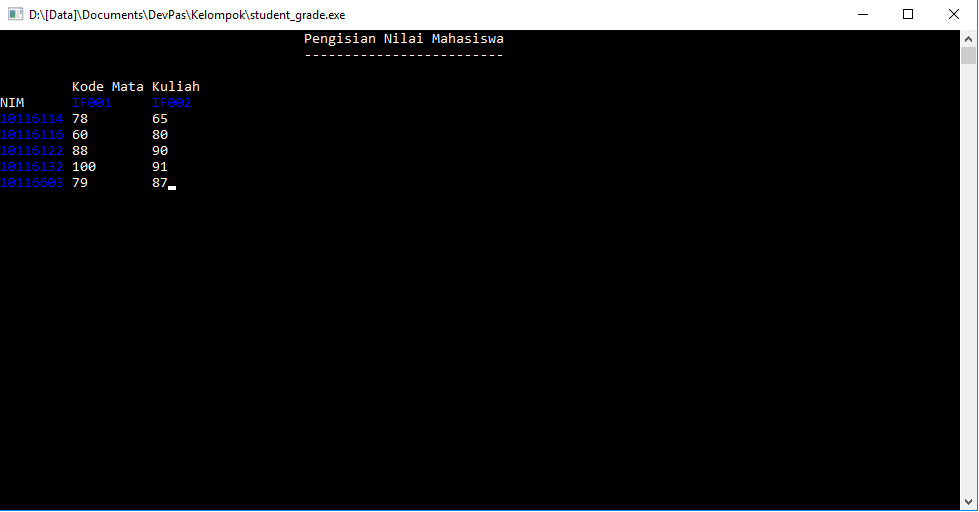 D:\[Data]\Documents\DevPas\Kelompok\student_grade.exe
Pengisian Nilai Mahasiswa
-------------------------
Kode Mata Kuliah
NIM IF001 IF002
10116114 78 65
10116116 60 80
10116122 88 90
10116132 100 91
10116603 79 87